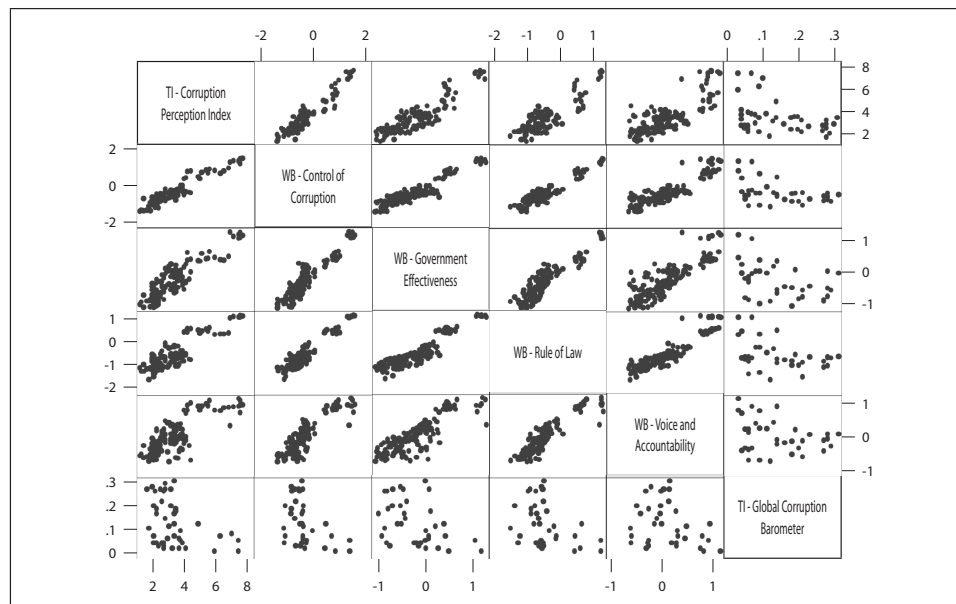 -2 0 2 -2 -1 0 1 0 .1 .2 .3
TI - Corruption
Perception Index
8
6
4
2
2
0
-2
WB - Control of
Corruption
WB - Government
Effectiveness
1
0
-1
1
0
-1
-2
WB - Rule of Law
WB - Voice and
Accountability
1
0
-1
.3
.2
.1
0
TI - Global Corruption
Barometer
2 4 6 8 -1 0 1 -1 0 1